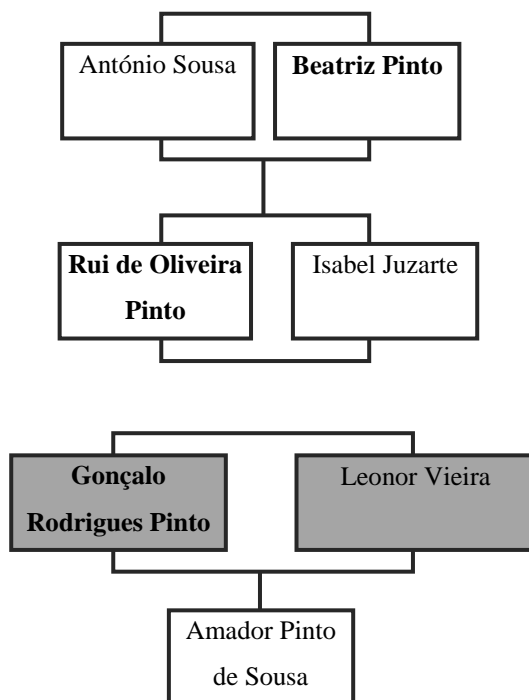 António Sousa
Beatriz Pinto
Rui de Oliveira
Pinto
Isabel Juzarte
Gonçalo
Rodrigues Pinto
Leonor Vieira
Amador Pinto
de Sousa